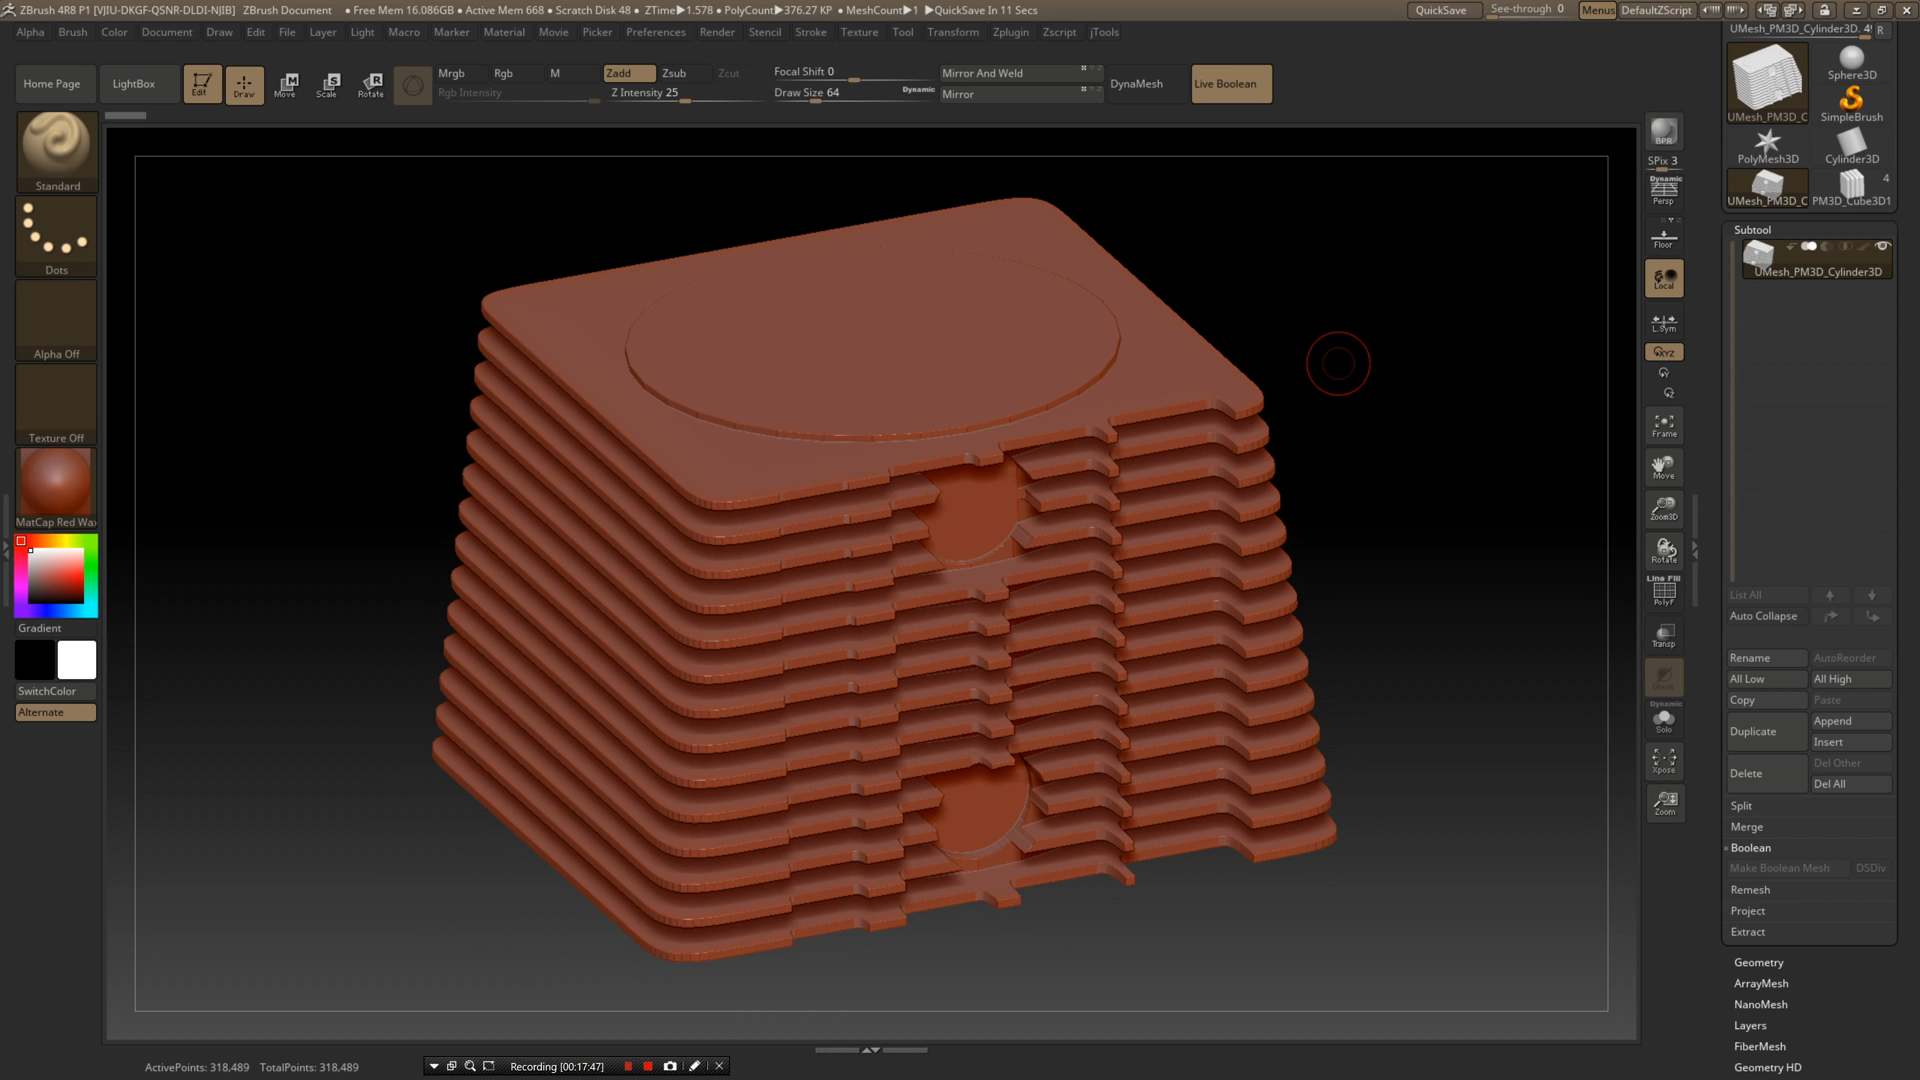 ZBrush 4R8 P1 [VJIU-DKGF-QSNR-DLDI-NJIB] ZBrush Document • Free Mem 16.086GB • Active Mem 668 • Scratch Disk 48 • ZTime▶1.578 • PolyCount▶376.27 KP • MeshCount▶1 ▶QuickSave In 11 Secs QuickSave See-through 0 Menus DefaultZScript
Alpha Brush Color Document Draw Edit File Layer Light Macro Marker Material Movie Picker Preferences Render Stencil Stroke Texture Tool Transform Zplugin Zscript jTools
UMesh_PM3D_Cylinder3D. 49 R
Home Page LightBox Edit Draw Move Scale Rotate
Mrgb Rgb M Zadd Zsub Zcut
Rgb Intensity Z Intensity 25
Focal Shift 0
Draw Size 64 Dynamic
Mirror And Weld
Mirror
DynaMesh Live Boolean
Standard
Dots
Alpha Off
Texture Off
MatCap Red Wax
Gradient
SwitchColor
Alternate
BPR
SPix 3
Dynamic
Persp
Floor
Local
L.Sym
XYZ
Frame
Move
Zoom3D
Rotate
Line Fill
PolyF
Transp
Ghost
Dynamic
Solo
Xpose
Zoom
Sphere3D
UMesh_PM3D_C SimpleBrush
PolyMesh3D Cylinder3D
4
UMesh_PM3D_C PM3D_Cube3D1
Subtool
UMesh_PM3D_Cylinder3D
List All
Auto Collapse
Rename AutoReorder
All Low All High
Copy Paste
Duplicate Append
Insert
Delete Del Other
Del All
Split
Merge
Boolean
Make Boolean Mesh DSDiv
Remesh
Project
Extract
Geometry
ArrayMesh
NanoMesh
Layers
FiberMesh
Geometry HD
ActivePoints: 318,489 TotalPoints: 318,489
Recording [00:17:47]